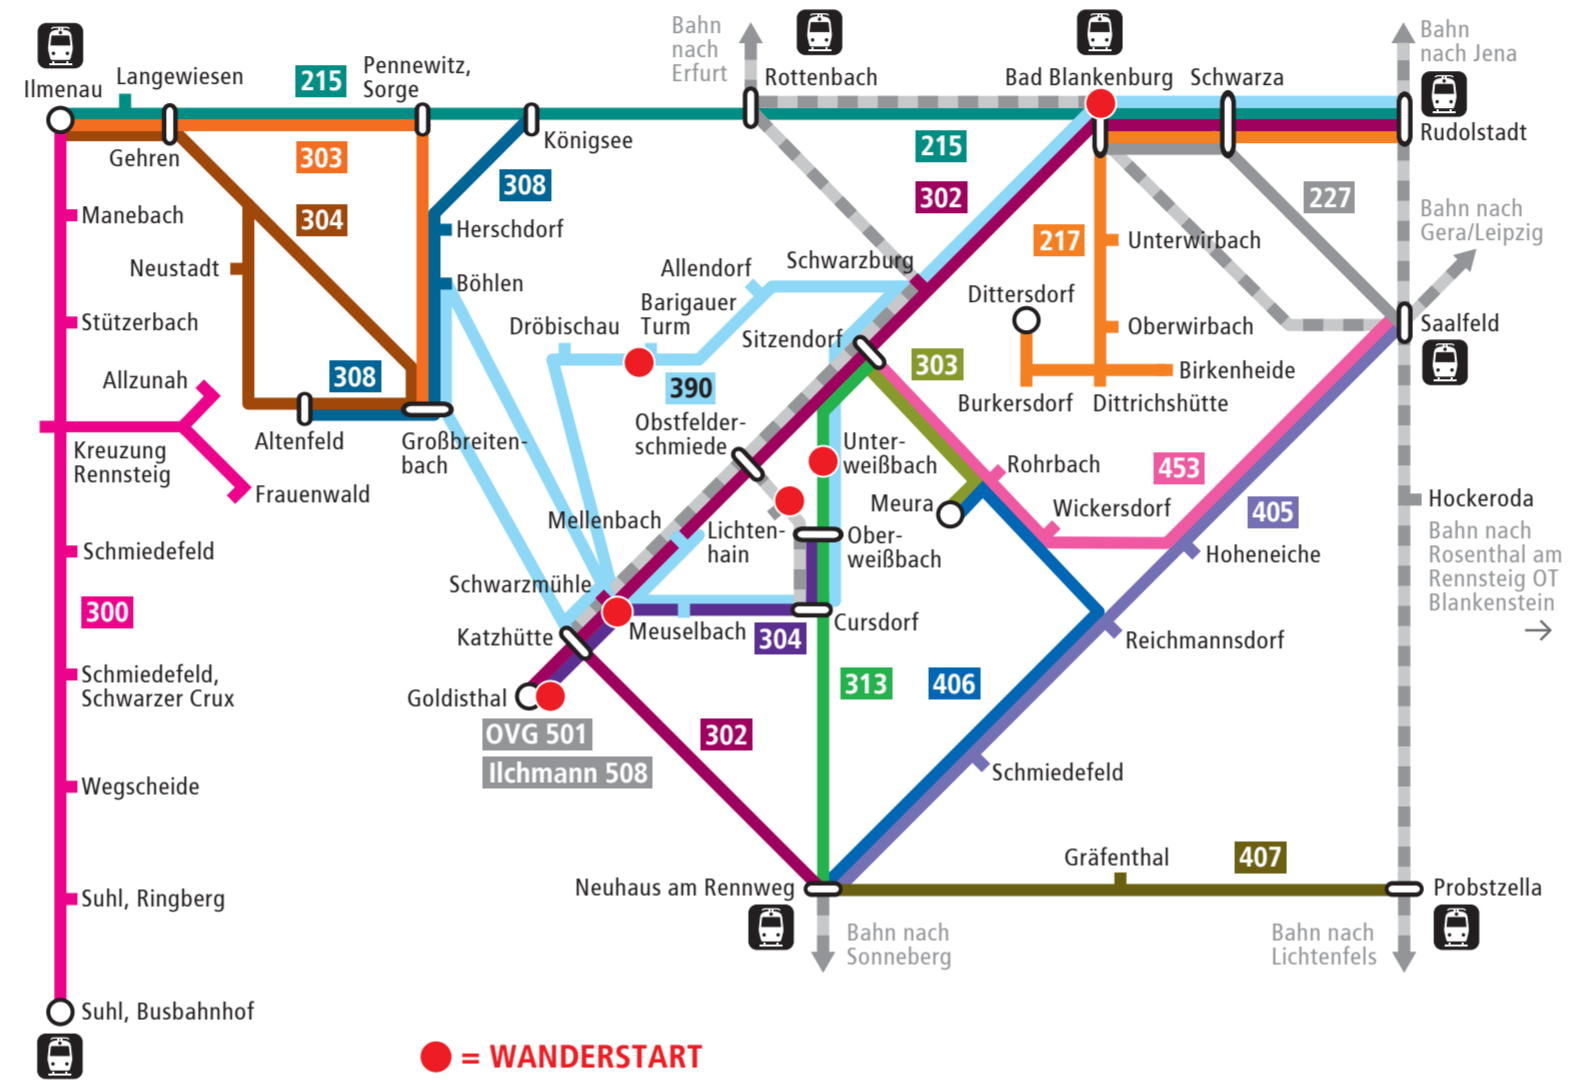 Bahn
nach
Erfurt
Bahn
nach Jena
Ilmenau
Langewiesen
215
Pennewitz,
Sorge
Rottenbach
Bad Blankenburg
Schwarza
Rudolstadt
Gehren
303
Königsee
215
308
302
227
Manebach
304
Herschdorf
217
Unterwirbach
Bahn nach
Gera/Leipzig
Neustadt
Böhlen
Allendorf
Schwarzburg
Dittersdorf
Barigauer
Turm
Stützerbach
Dröbischau
Sitzendorf
Oberwirbach
Saalfeld
Allzunah
308
390
303
Birkenheide
Burkersdorf
Dittrichshütte
Altenfeld
Großbreiten-
bach
Obstfelder-
schmiede
Unter-
weißbach
Kreuzung
Rennsteig
Rohrbach
453
Frauenwald
Meura
Wickersdorf
405
Hockeroda
Mellenbach
Lichten-
hain
Ober-
weißbach
Hoheneiche
Bahn nach
Rosenthal am
Rennsteig OT
Blankenstein
Schmiedefeld
Schwarzmühle
300
Katzhütte
Meuselbach
304
Cursdorf
Reichmannsdorf
Schmiedefeld,
Schwarzer Crux
Goldisthal
313
406
OVG 501
302
Ilchmann 508
Schmiedefeld
Wegscheide
Gräfenthal
407
Suhl, Ringberg
Neuhaus am Rennweg
Probstzella
Bahn nach
Sonneberg
Bahn nach
Lichtenfels
Suhl, Busbahnhof
= WANDERSTART